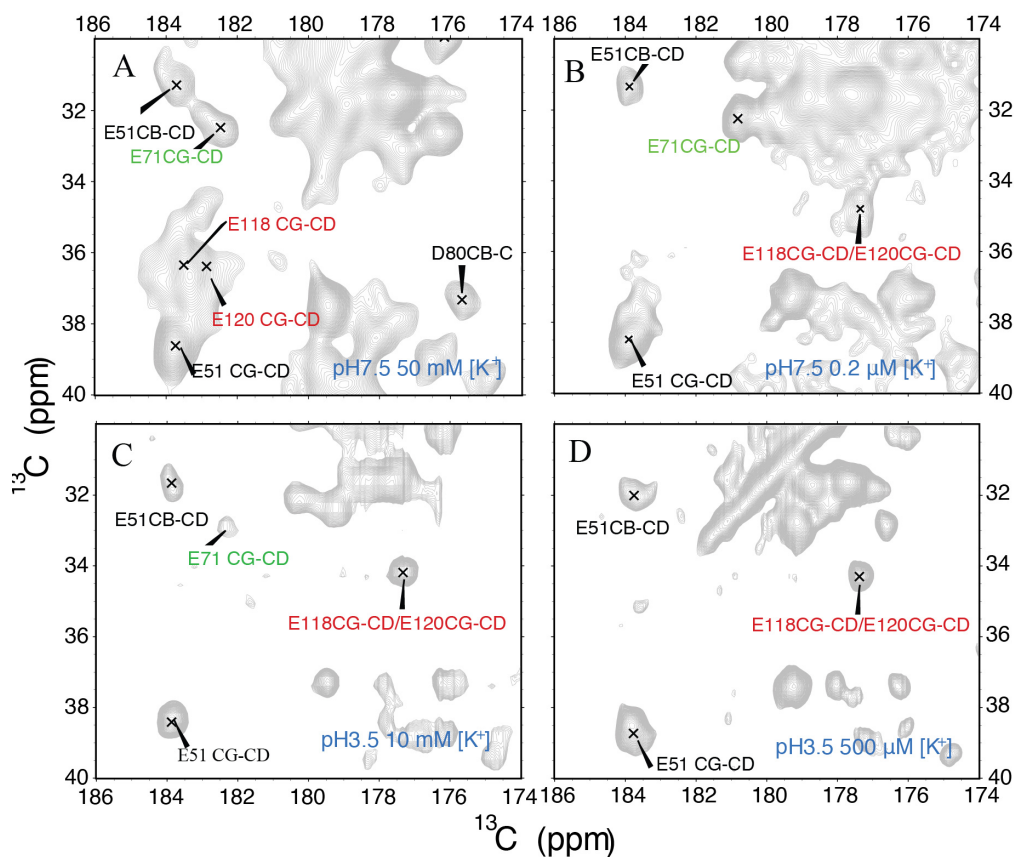 186 184 182 180 178 176 174
186 184 182 180 178 176 174
A
E51CB-CD
E71CG-CD
E118 CG-CD
E120 CG-CD
D80CB-C
E51 CG-CD
pH7.5 50 mM [K+]
32
34
36
38
40
B
E51CB-CD
E71CG-CD
E118CG-CD/E120CG-CD
E51 CG-CD
pH7.5 0.2 µM [K+]
32
34
36
38
40
13C (ppm)
C
E51CB-CD
E71 CG-CD
E118CG-CD/E120CG-CD
E51 CG-CD
pH3.5 10 mM [K+]
32
34
36
38
40
D
E51CB-CD
E118CG-CD/E120CG-CD
E51 CG-CD
pH3.5 500 µM [K+]
32
34
36
38
40
186 184 182 180 178 176 174
186 184 182 180 178 176 174
13C (ppm)